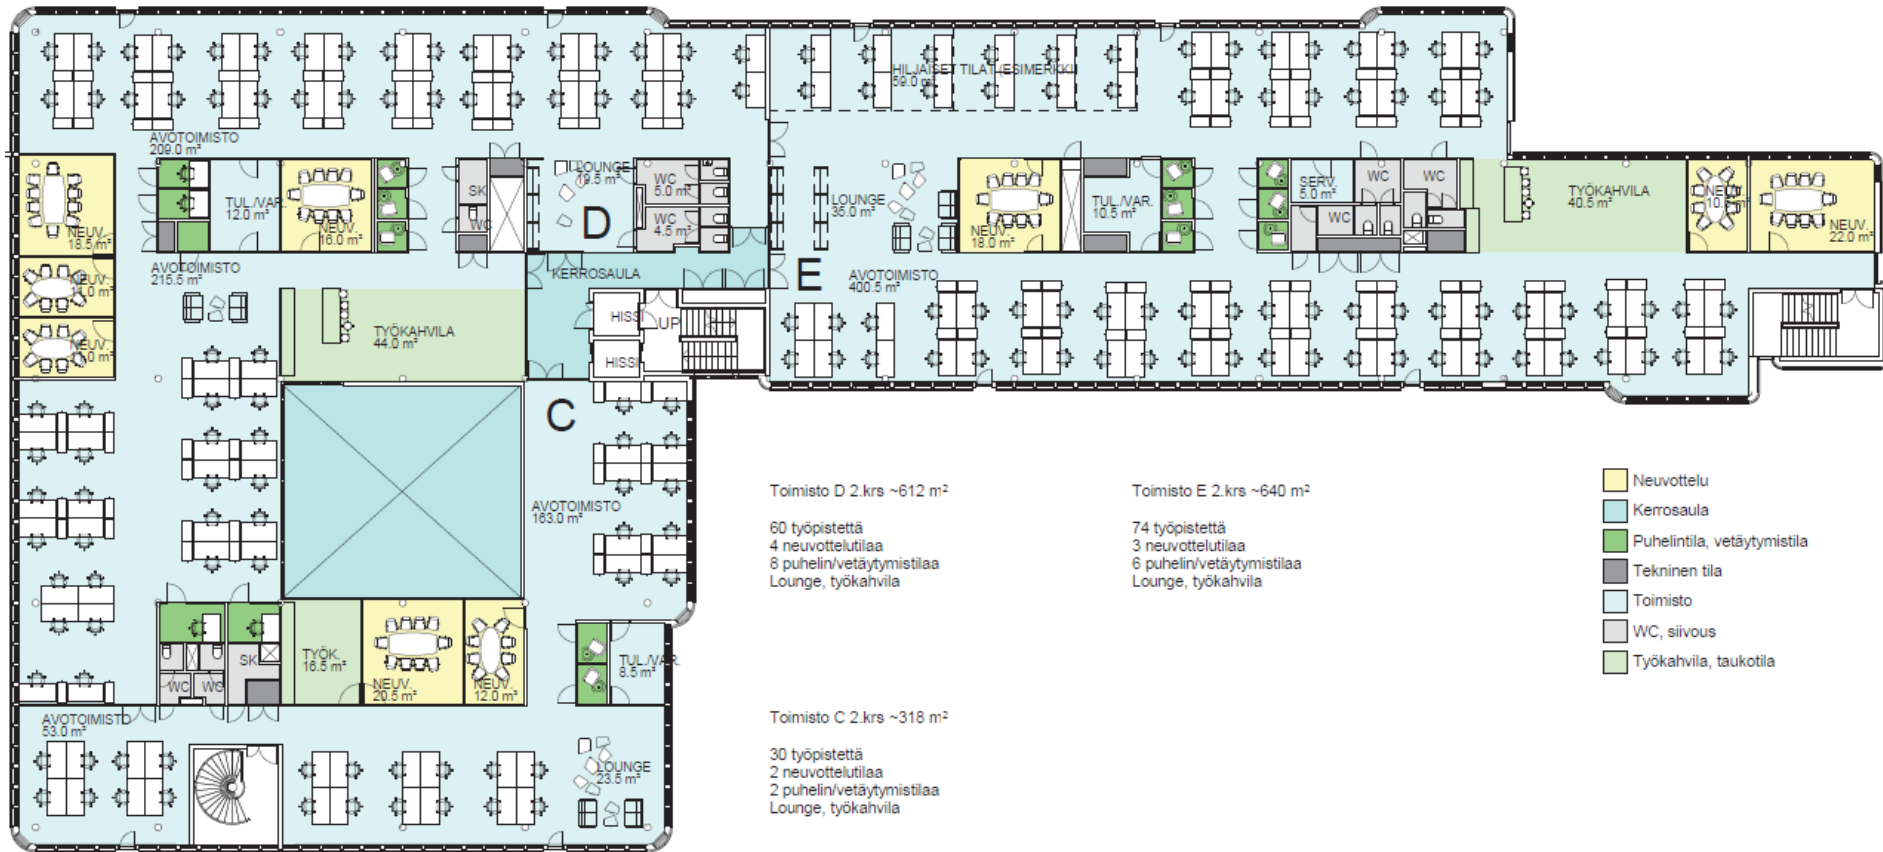 HILJAISET TILAT (ESIMERKKI)
59.0 m²
AVOTOIMISTO
209.0 m²
LOUNGE
19.5 m²
WC
5.0 m²
SK
WC
TUL./VAR.
12.0 m²
NEUV.
16.0 m²
NEUV.
18.5 m²
WC
4.5 m²
D
LOUNGE
35.0 m²
NEUV.
18.0 m²
TUL./VAR.
10.5 m²
SERV.
5.0 m²
WC
WC
WC
TYÖKAHVILA
40.5 m²
NEUV.
NEUV.
22.0 m²
AVOTOIMISTO
215.5 m²
NEUV.
KERROSAULA
E
AVOTOIMISTO
400.5 m²
HISSI
UP
HISSI
TYÖKAHVILA
44.0 m²
NEUV.
C
AVOTOIMISTO
163.0 m²
Toimisto D 2.krs ~612 m²
60 työpistettä
4 neuvottelutilaa
8 puhelin/vetäytymistilaa
Lounge, työkahvila
Toimisto E 2.krs ~640 m²
74 työpistettä
3 neuvottelutilaa
6 puhelin/vetäytymistilaa
Lounge, työkahvila
Neuvottelu
Kerrosaula
Puhelintila, vetäytymistila
Tekninen tila
Toimisto
WC, siivous
Työkahvila, taukotila
WC
WC
SK
TYÖK.
16.5 m²
NEUV.
20.5 m²
NEUV.
12.0 m²
TUL./VAR.
8.5 m²
AVOTOIMISTO
53.0 m²
LOUNGE
23.5 m²
Toimisto C 2.krs ~318 m²
30 työpistettä
2 neuvottelutilaa
2 puhelin/vetäytymistilaa
Lounge, työkahvila